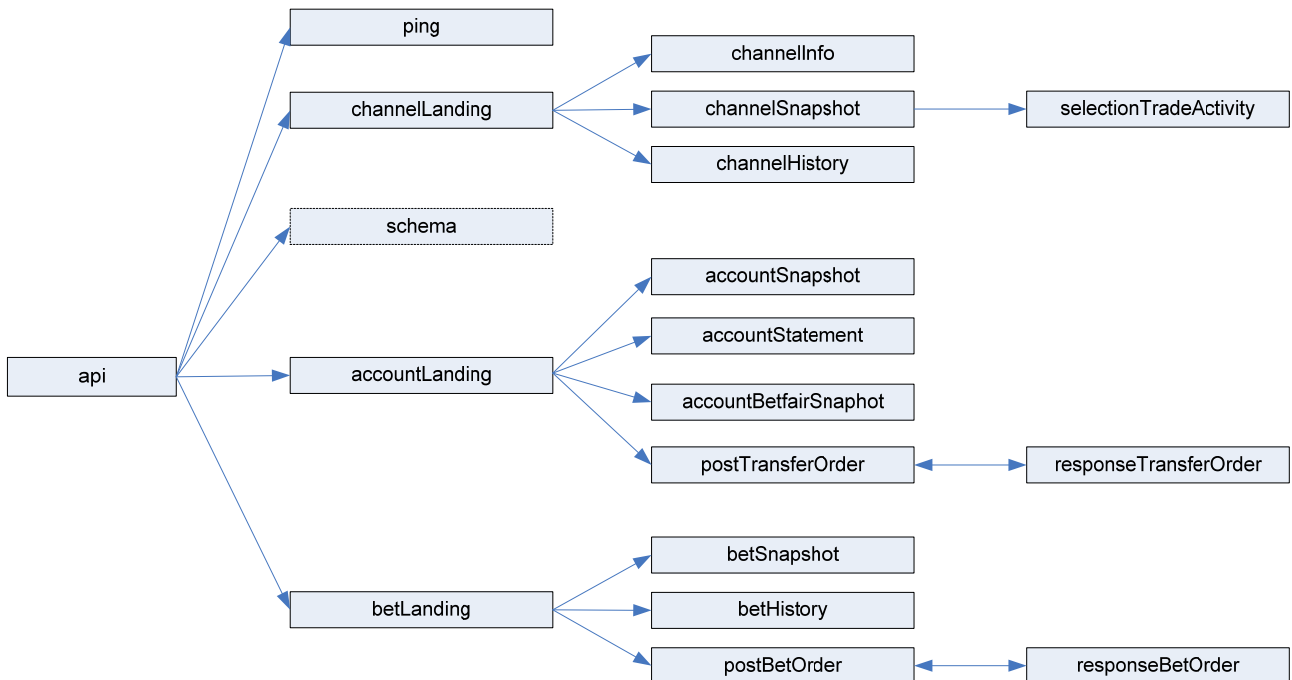 ping
channelInfo
channelLanding
channelSnapshot
selectionTradeActivity
channelHistory
schema
accountSnapshot
accountStatement
api
accountLanding
accountBetfairSnaphot
postTransferOrder
responseTransferOrder
betSnapshot
betLanding
betHistory
postBetOrder
responseBetOrder